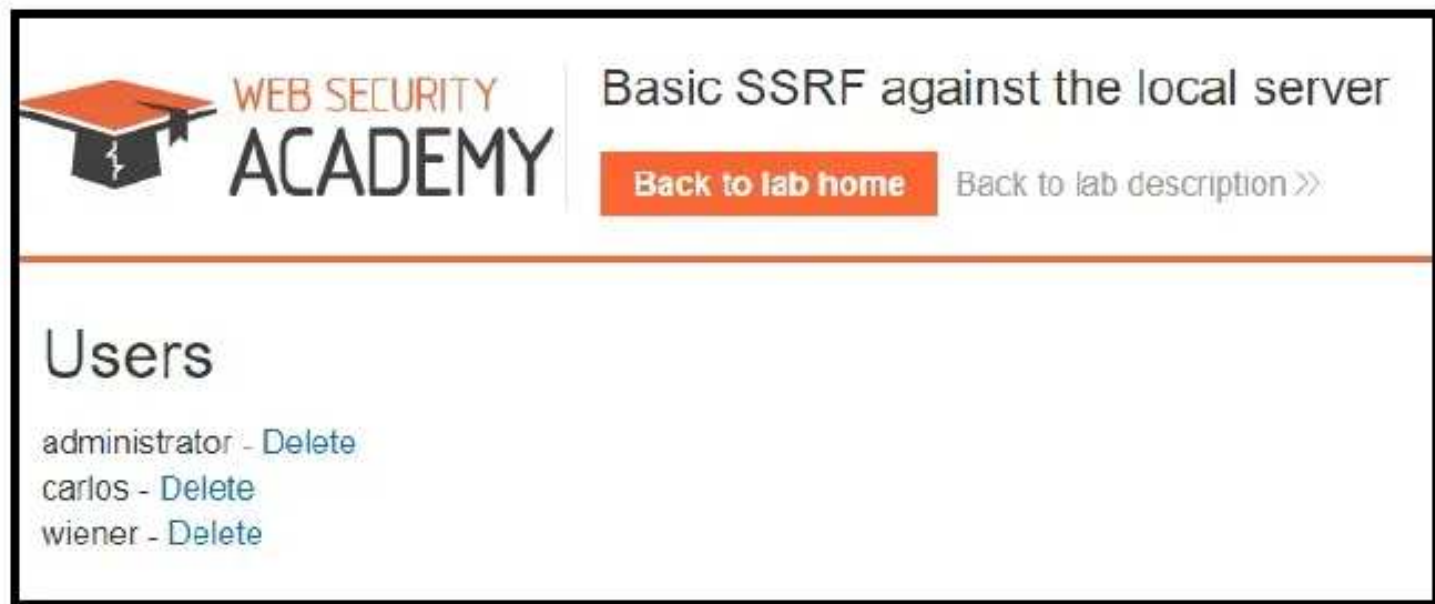 WEB SECURITY
ACADEMY
Basic SSRF against the local server
Back to lab home
Back to lab description >>
Users
administrator - Delete
carlos - Delete
wiener - Delete